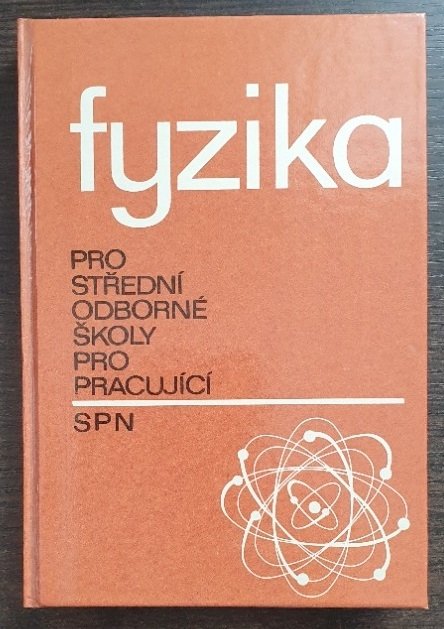 fyzika
PRO
STŘEDNÍ
ODBORNÉ
ŠKOLY
PRO
PRACUJÍCÍ
SPN